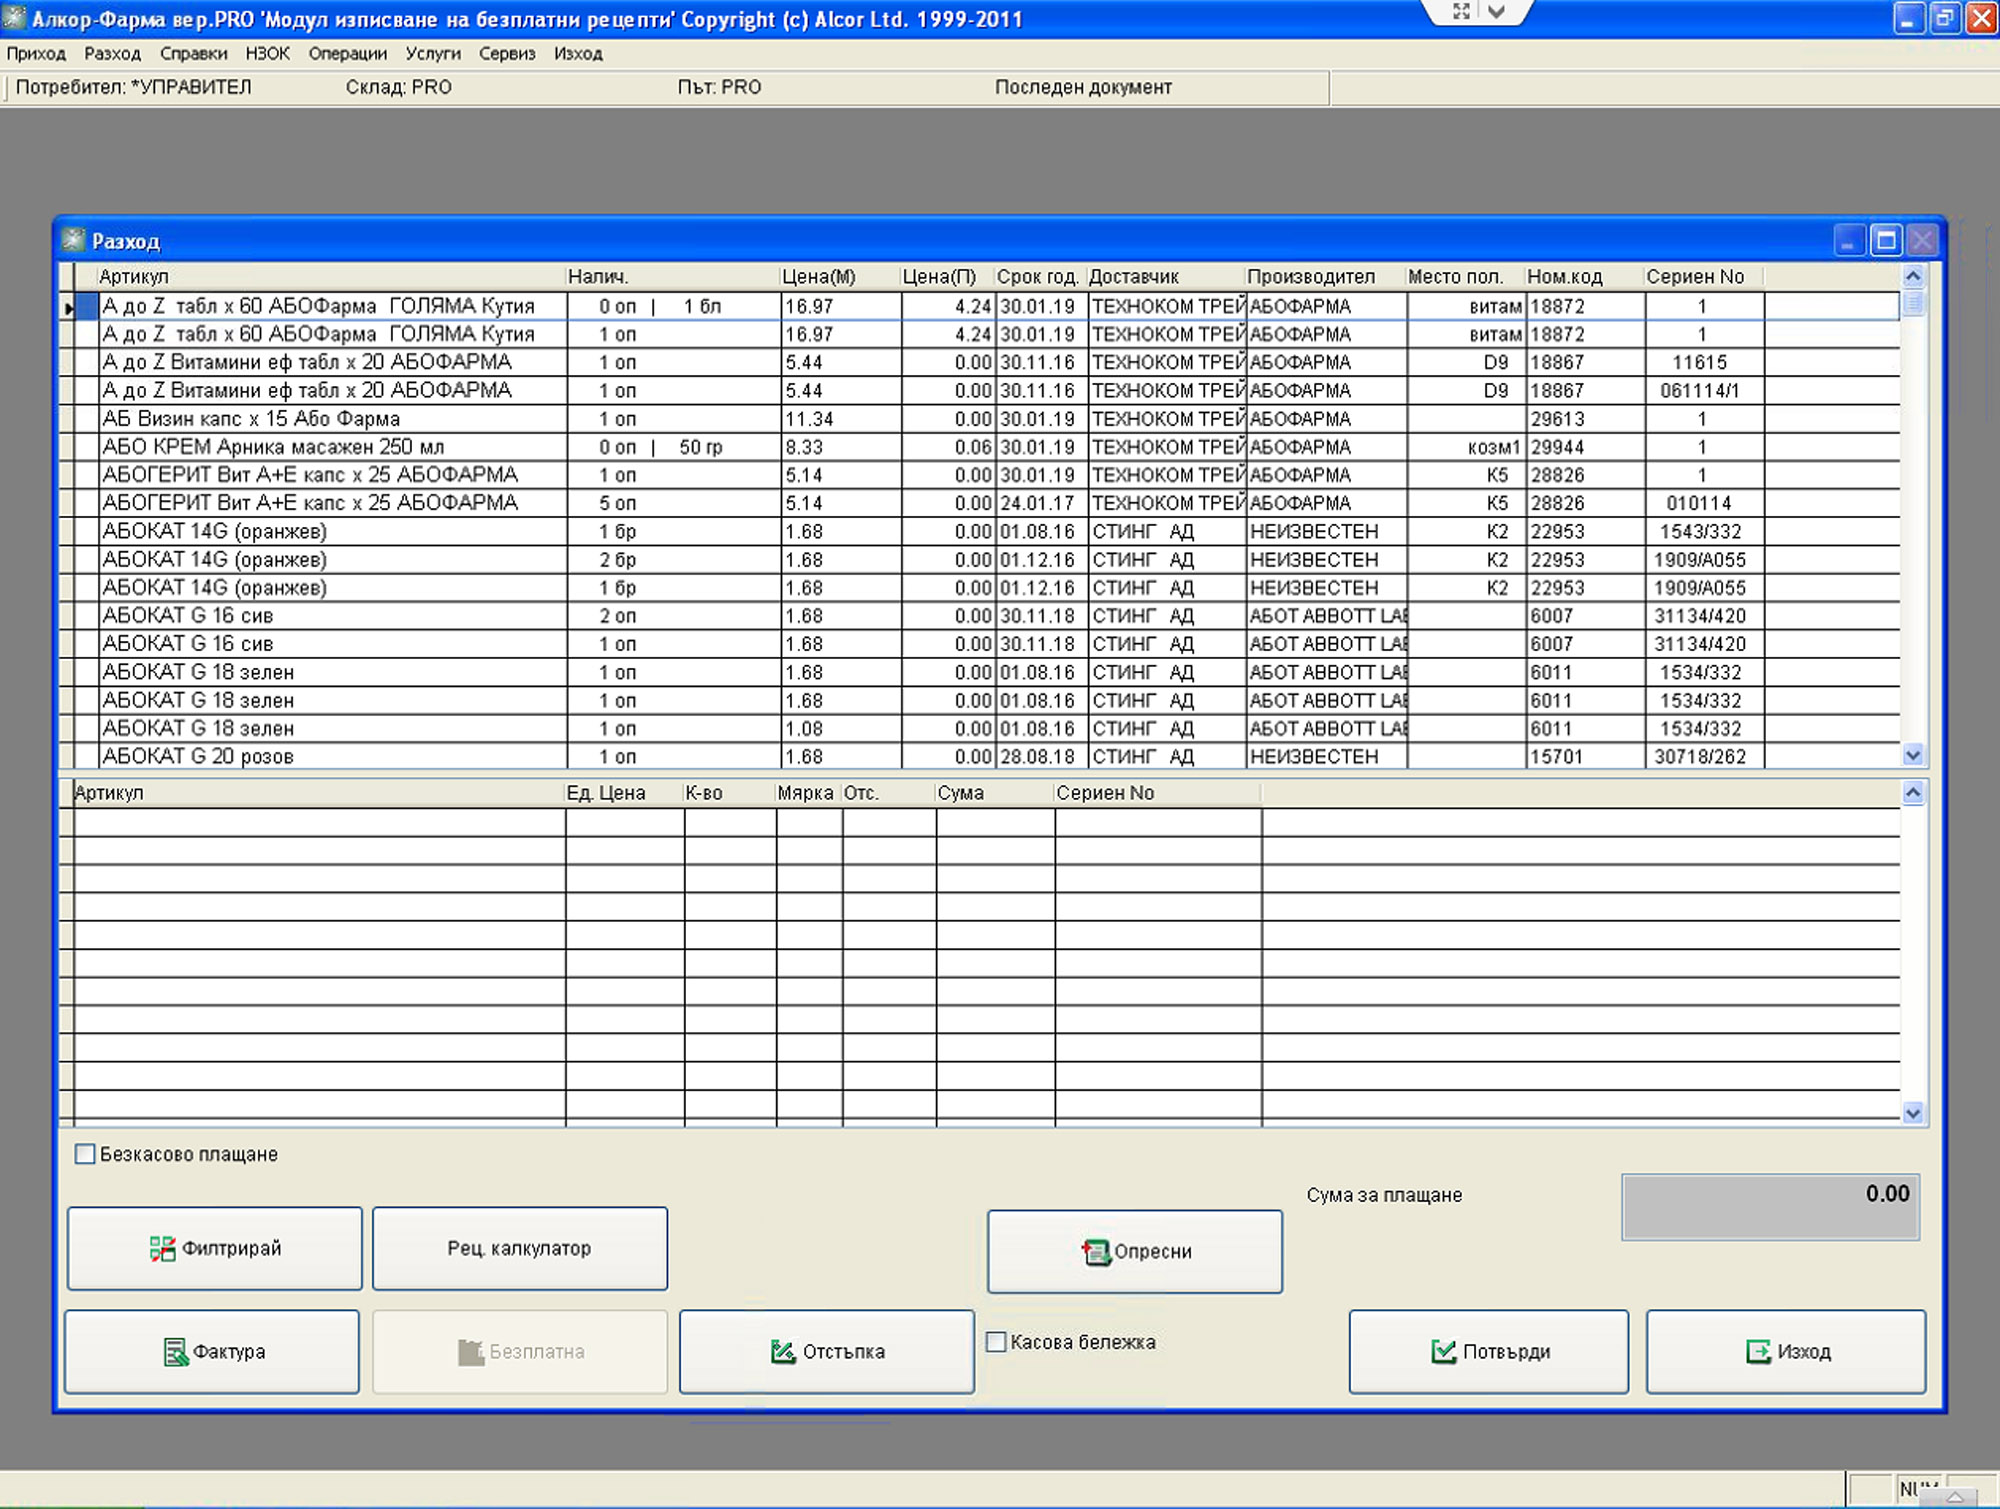 Алкор-Фарма вер.PRO 'Модул изписване на безплатни рецепти' Copyright (c) Alcor Ltd. 1999-2011
Приход Разход Справки НЗОК Операции Услуги Сервиз Изход
Потребител: *УПРАВИТЕЛ Склад: PRO Път: PRO Последен документ
Разход
Артикул Налич. Цена(М) Цена(П) Срок год. Доставчик Производител Место пол. Ном.код Сериен No
А до Z табл x 60 АБОФарма ГОЛЯМА Кутия 0 оп | 1 бл 16.97 4.24 30.01.19 ТЕХНОКОМ ТРЕЙ АБОФАРМА витам 18872 1
А до Z табл x 60 АБОФарма ГОЛЯМА Кутия 1 оп 16.97 4.24 30.01.19 ТЕХНОКОМ ТРЕЙ АБОФАРМА витам 18872 1
А до Z Витамини еф табл x 20 АБОФАРМА 1 оп 5.44 0.00 30.11.16 ТЕХНОКОМ ТРЕЙ АБОФАРМА D9 18867 11615
А до Z Витамини еф табл x 20 АБОФАРМА 1 оп 5.44 0.00 30.11.16 ТЕХНОКОМ ТРЕЙ АБОФАРМА D9 18867 061114/1
АБ Визин капс x 15 Або Фарма 1 оп 11.34 0.00 30.01.19 ТЕХНОКОМ ТРЕЙ АБОФАРМА 29613 1
АБО КРЕМ Арника масажен 250 мл 0 оп | 50 гр 8.33 0.06 30.01.19 ТЕХНОКОМ ТРЕЙ АБОФАРМА козм1 29944 1
АБОГЕРИТ Вит А+Е капс x 25 АБОФАРМА 1 оп 5.14 0.00 30.01.19 ТЕХНОКОМ ТРЕЙ АБОФАРМА K5 28826 1
АБОГЕРИТ Вит А+Е капс x 25 АБОФАРМА 5 оп 5.14 0.00 24.01.17 ТЕХНОКОМ ТРЕЙ АБОФАРМА K5 28826 010114
АБОКАТ 14G (оранжев) 1 бр 1.68 0.00 01.08.16 СТИНГ АД НЕИЗВЕСТЕН K2 22953 1543/332
АБОКАТ 14G (оранжев) 2 бр 1.68 0.00 01.12.16 СТИНГ АД НЕИЗВЕСТЕН K2 22953 1909/A055
АБОКАТ 14G (оранжев) 1 бр 1.68 0.00 01.12.16 СТИНГ АД НЕИЗВЕСТЕН K2 22953 1909/A055
АБОКАТ G 16 сив 2 оп 1.68 0.00 30.11.18 СТИНГ АД АБОТ ABBOTT LAB 6007 31134/420
АБОКАТ G 16 сив 1 оп 1.68 0.00 30.11.18 СТИНГ АД АБОТ ABBOTT LAB 6007 31134/420
АБОКАТ G 18 зелен 1 оп 1.68 0.00 01.08.16 СТИНГ АД АБОТ ABBOTT LAB 6011 1534/332
АБОКАТ G 18 зелен 1 оп 1.68 0.00 01.08.16 СТИНГ АД АБОТ ABBOTT LAB 6011 1534/332
АБОКАТ G 18 зелен 1 оп 1.08 0.00 01.08.16 СТИНГ АД АБОТ ABBOTT LAB 6011 1534/332
АБОКАТ G 20 розов 1 оп 1.68 0.00 28.08.18 СТИНГ АД НЕИЗВЕСТЕН 15701 30718/262
Артикул Ед. Цена К-во Мярка Отс. Сума Сериен No
Безкасово плащане
Сума за плащане 0.00
Филтрирай Рец. калкулатор Опресни
Фактура Безплатна Отстъпка Касова бележка Потвърди Изход